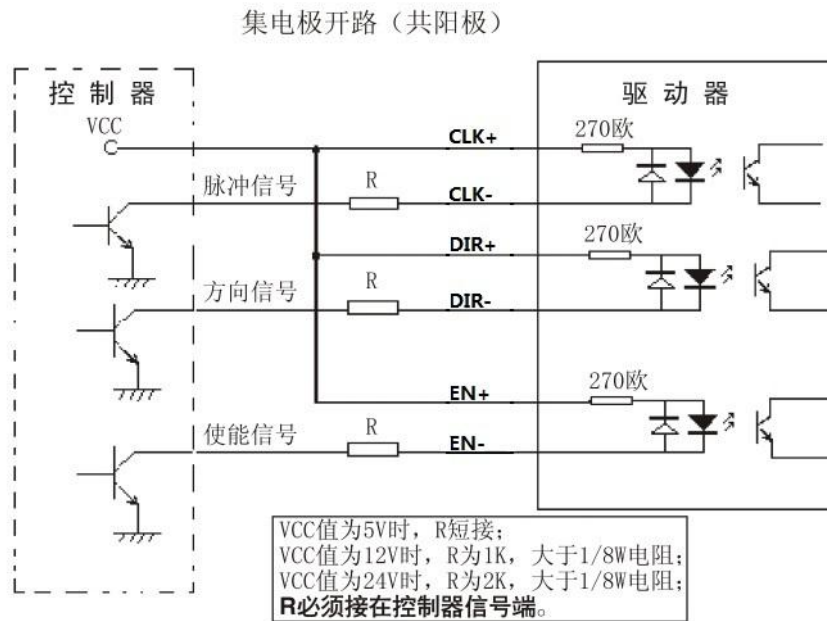 集电极开路（共阳极）
控 制 器
驱 动 器
VCC
CLK+
270欧
脉冲信号
R
CLK-
DIR+
270欧
方向信号
R
DIR-
EN+
270欧
使能信号
R
EN-
VCC值为5V时，R短接；
VCC值为12V时，R为1K，大于1/8W电阻；
VCC值为24V时，R为2K，大于1/8W电阻；
R必须接在控制器信号端。